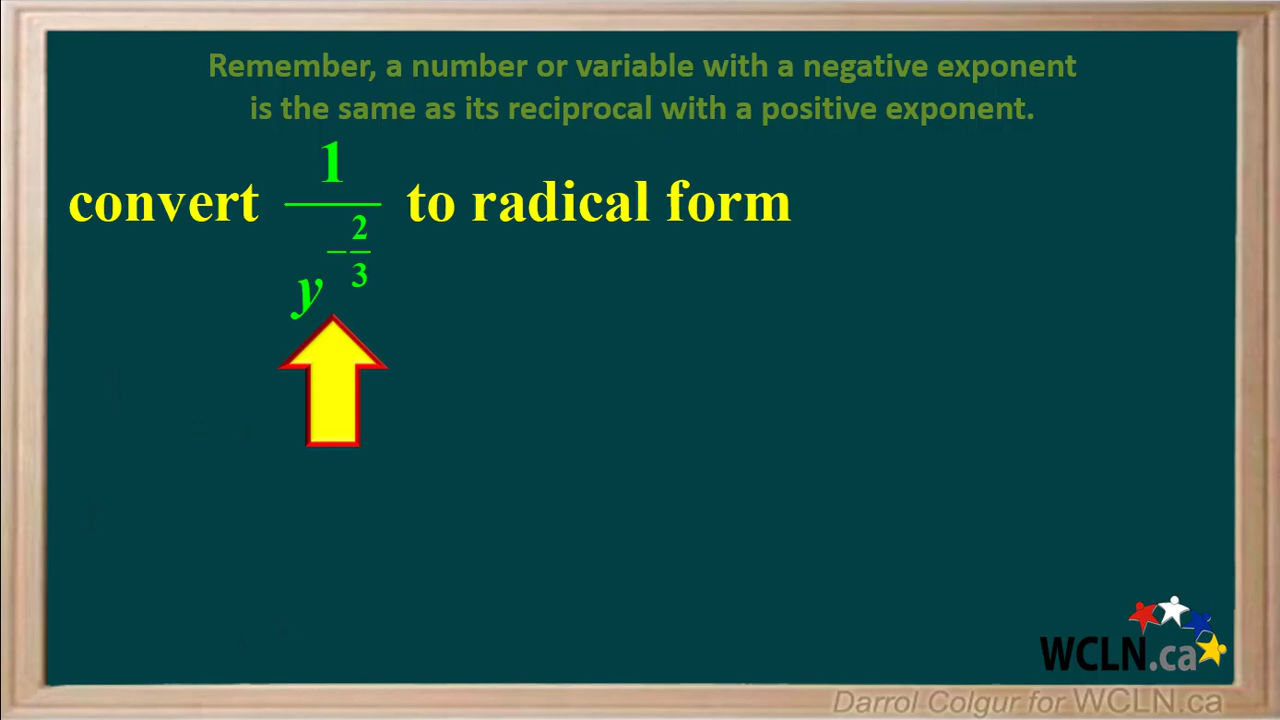 Remember, a number or variable with a negative exponent
is the same as its reciprocal with a positive exponent.
convert 1/y^(-2/3) to radical form
WCLN.ca
Darrol Colgur for WCLN.ca